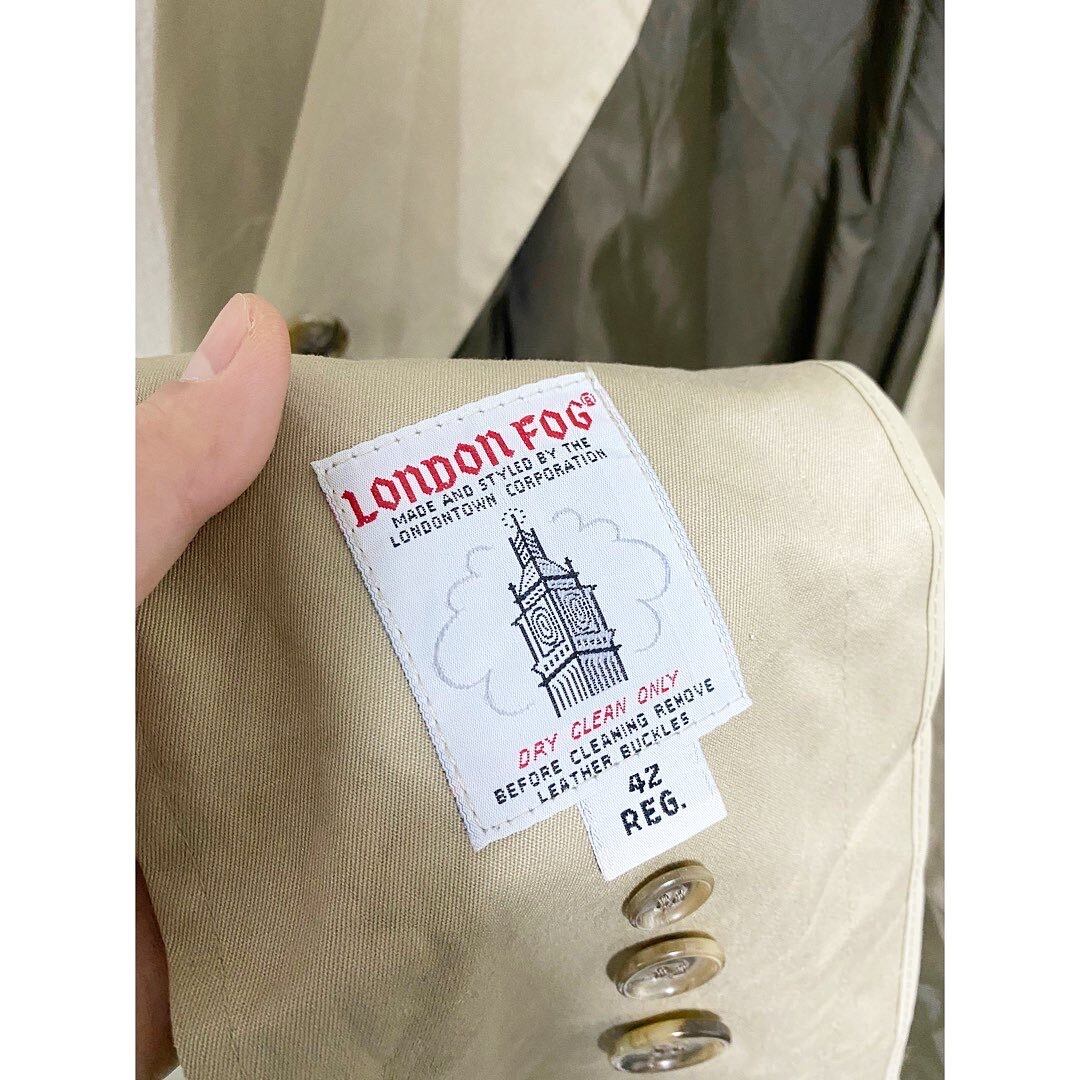 LONDON FOG®
MADE AND STYLED BY THE
LONDONTOWN CORPORATION
DRY CLEAN ONLY
BEFORE CLEANING REMOVE
LEATHER BUCKLES
42
REG.